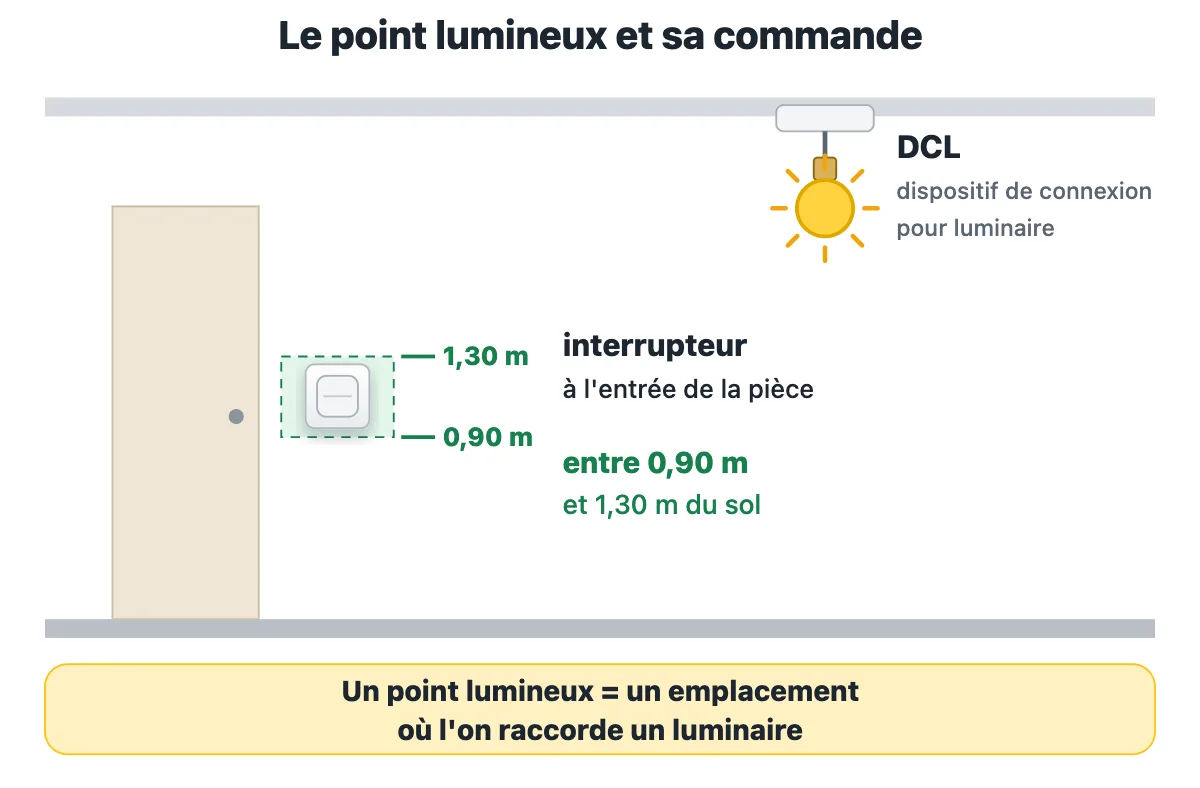 Le point lumineux et sa commande
DCL
dispositif de connexion
pour luminaire
1,30 m
0,90 m
interrupteur
à l'entrée de la pièce
entre 0,90 m
et 1,30 m du sol
Un point lumineux = un emplacement
où l'on raccorde un luminaire